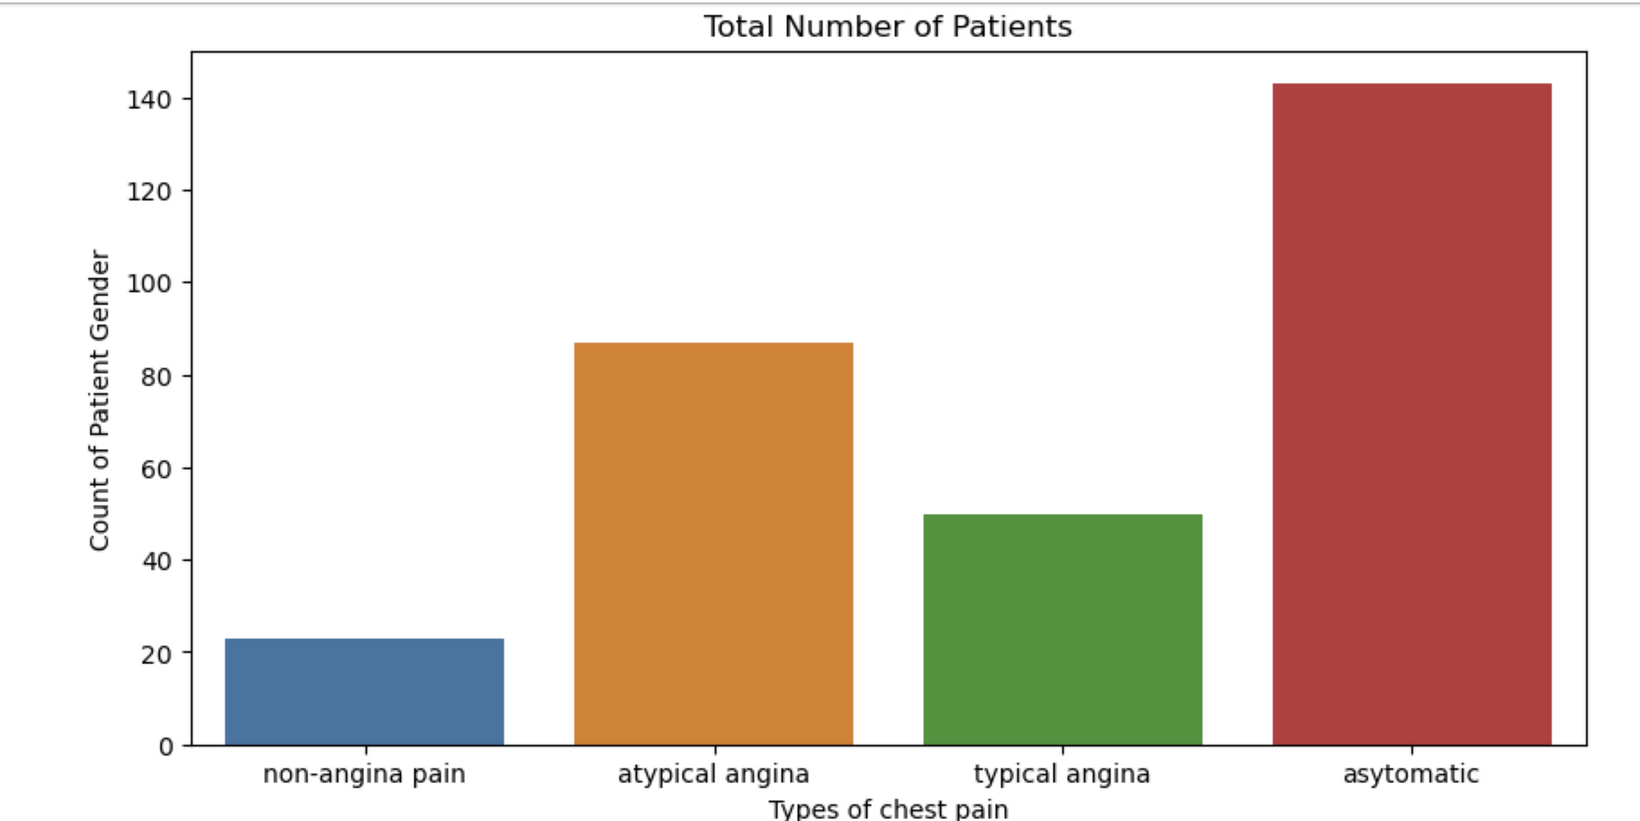 Total Number of Patients
140
120
100
80
60
40
20
0
Count of Patient Gender
non-angina pain atypical angina typical angina asytomatic
Types of chest pain